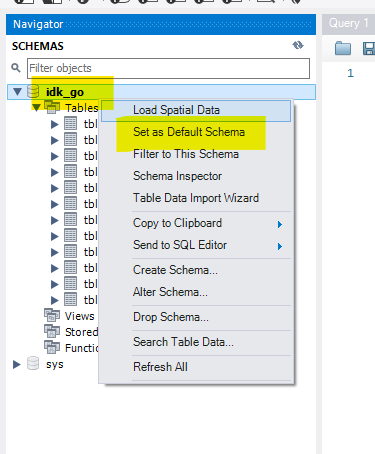 Navigator
Query 1
SCHEMAS
Filter objects
1
idk_go
Tables
tbl
tbl
tbl
tbl
tbl
tbl
tbl
tbl
tbl
tbl
tbl
tbl
Views
Stored
Functio
sys
Load Spatial Data
Set as Default Schema
Filter to This Schema
Schema Inspector
Table Data Import Wizard
Copy to Clipboard
Send to SQL Editor
Create Schema...
Alter Schema...
Drop Schema...
Search Table Data...
Refresh All